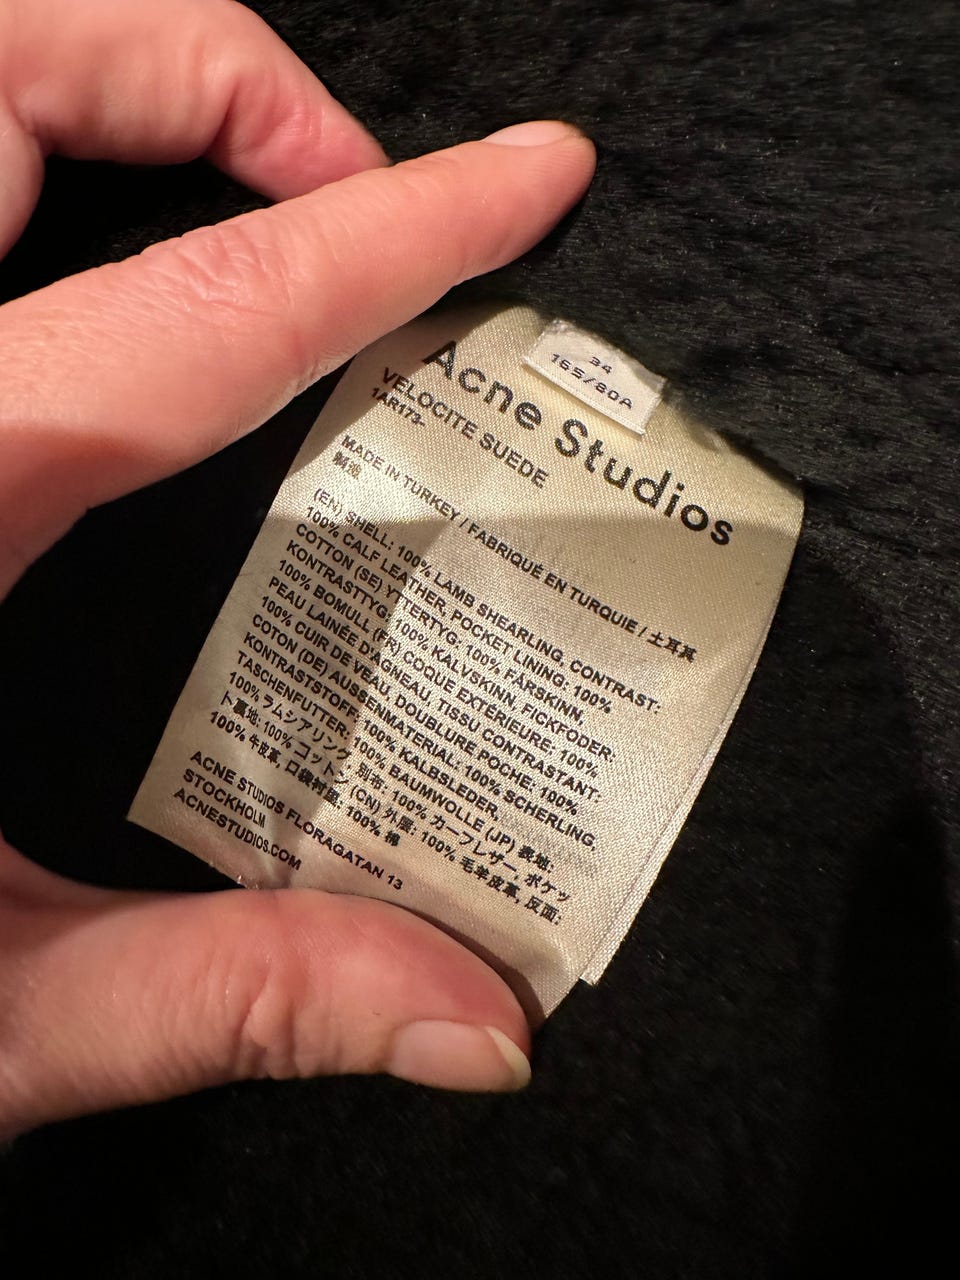 34
165/80A
Acne Studios
VELOCITE SUEDE
1AR173-
MADE IN TURKEY / FABRIQUÉ EN TURQUIE / 土耳其
制造
(EN) SHELL: 100% LAMB SHEARLING, CONTRAST:
100% CALF LEATHER, POCKET LINING: 100%
COTTON (SE) YTTERTYG: 100% FÅRSKINN,
KONTRASTTYG: 100% KALVSKINN, FICKFODER:
100% BOMULL (FR) COQUE EXTÉRIEURE: 100%
PEAU LAINÉE D'AGNEAU, TISSU CONTRASTANT:
100% CUIR DE VEAU, DOUBLURE POCHE: 100%
COTON (DE) AUSSENMATERIAL: 100% SCHERLING,
KONTRASTSTOFF: 100% KALBSLEDER,
TASCHENFUTTER: 100% BAUMWOLLE (JP) 表地:
100% ラムシアリング, 別布: 100% カーフレザー, ポケッ
ト裏地: 100% コットン (CN) 外层: 100% 毛羊皮革, 反面:
100% 牛皮革, 口袋衬里: 100% 棉
ACNE STUDIOS FLORAGATAN 13
STOCKHOLM
ACNESTUDIOS.COM